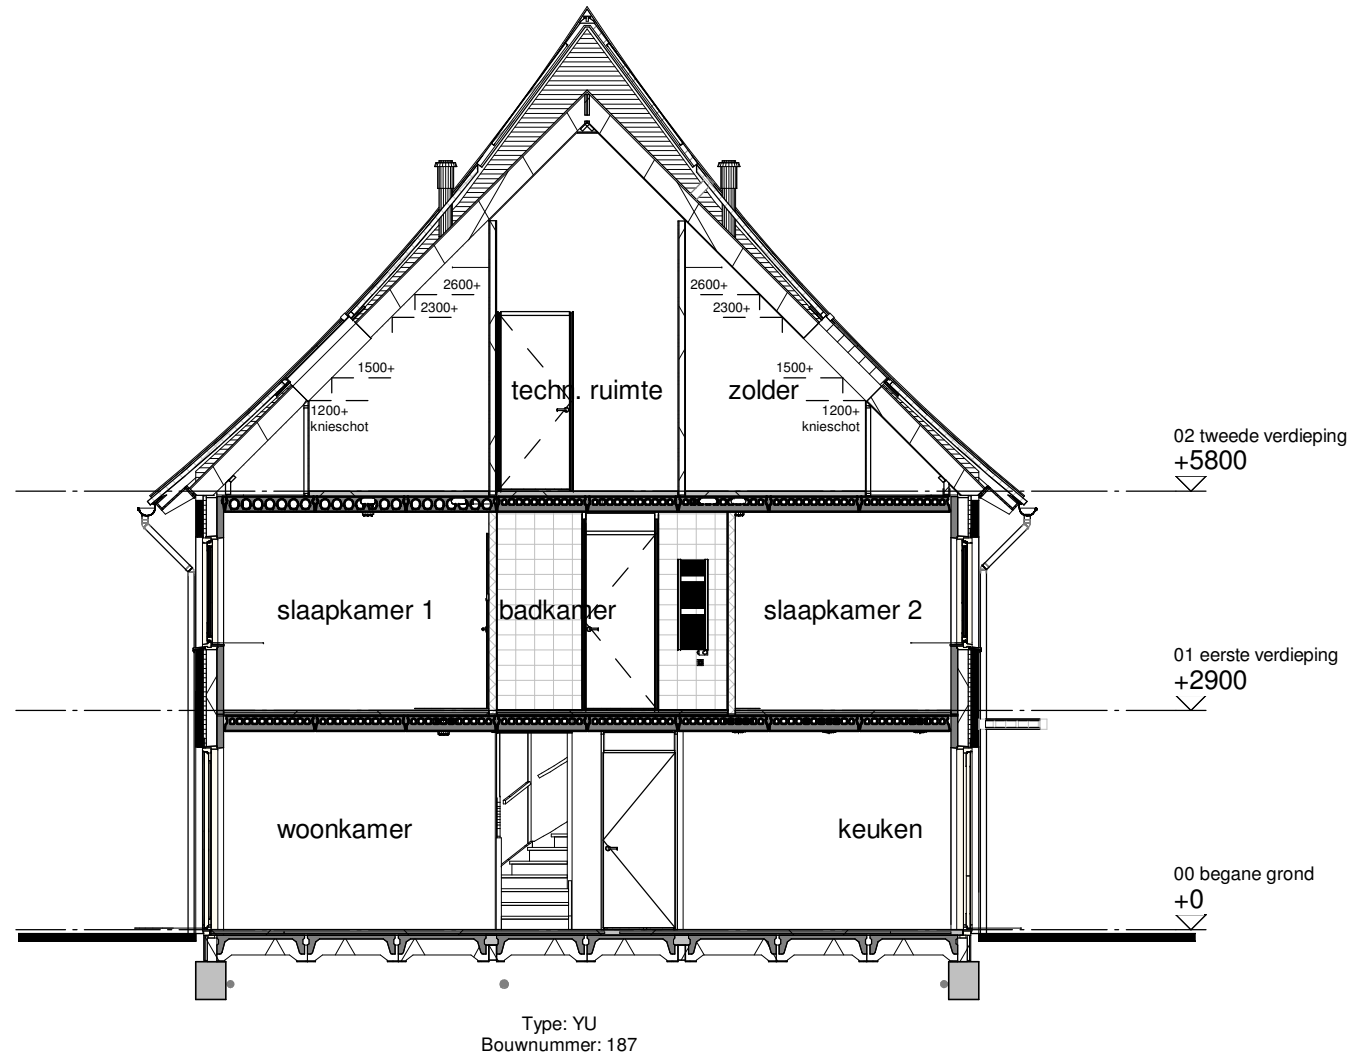 2600+
2300+
1500+
1200+
knieschot
techn. ruimte
zolder
2600+
2300+
1500+
1200+
knieschot
02 tweede verdieping
+5800
slaapkamer 1
badkamer
slaapkamer 2
01 eerste verdieping
+2900
woonkamer
keuken
00 begane grond
+0
Type: YU
Bouwnummer: 187